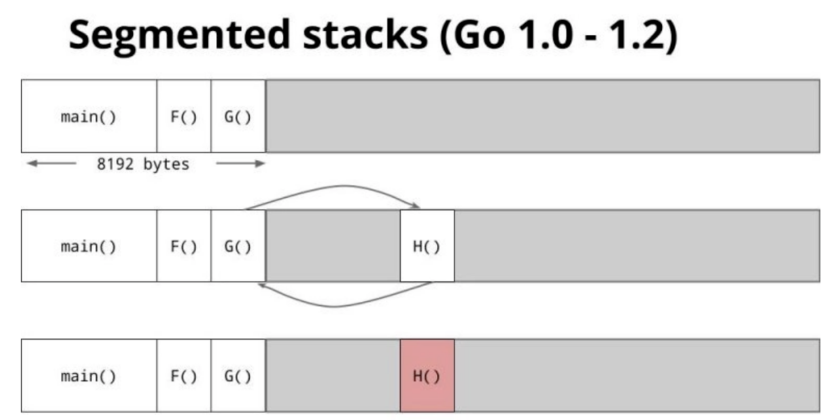 Segmented stacks (Go 1.0 - 1.2)
main() F() G()
8192 bytes
main() F() G() H()
main() F() G() H()